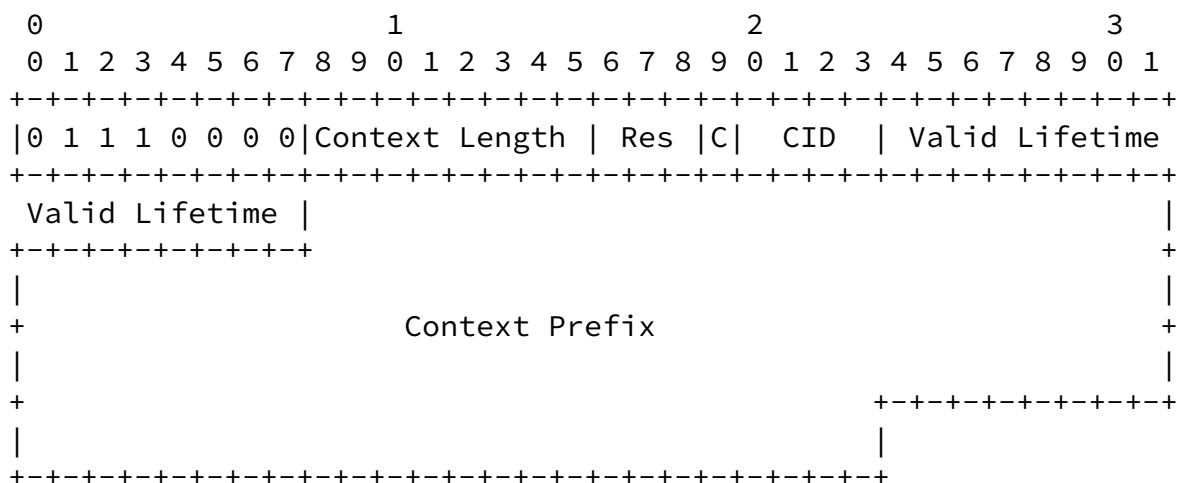 0                   1                   2                   3
 0 1 2 3 4 5 6 7 8 9 0 1 2 3 4 5 6 7 8 9 0 1 2 3 4 5 6 7 8 9 0 1
+-+-+-+-+-+-+-+-+-+-+-+-+-+-+-+-+-+-+-+-+-+-+-+-+-+-+-+-+-+-+-+-+
|0 1 1 1 0 0 0 0|Context Length | Res |C|  CID  | Valid Lifetime
+-+-+-+-+-+-+-+-+-+-+-+-+-+-+-+-+-+-+-+-+-+-+-+-+-+-+-+-+-+-+-+-+
 Valid Lifetime |                                               |
+-+-+-+-+-+-+-+-+                                               +
|                                                               |
+                     Context Prefix                            +
|                                                               |
+                                               +-+-+-+-+-+-+-+-+
|                                               |
+-+-+-+-+-+-+-+-+-+-+-+-+-+-+-+-+-+-+-+-+-+-+-+-+